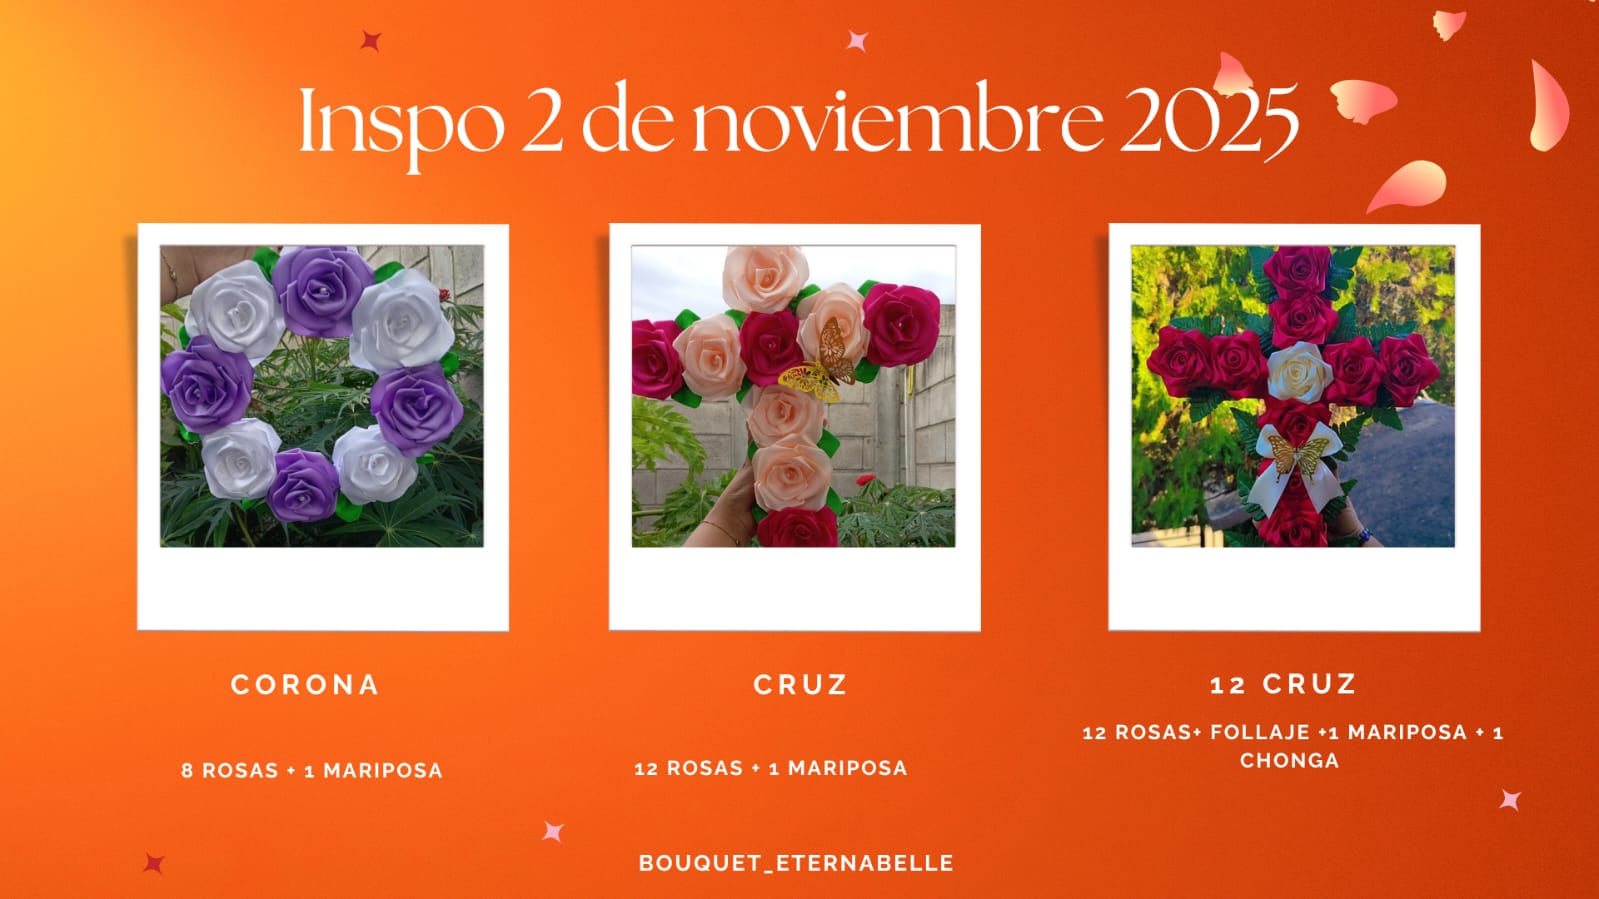 Inspo 2 de noviembre 2025
CORONA
8 ROSAS + 1 MARIPOSA
CRUZ
12 ROSAS + 1 MARIPOSA
12 CRUZ
12 ROSAS+ FOLLAJE +1 MARIPOSA + 1
CHONGA
BOUQUET_ETERNABELLE